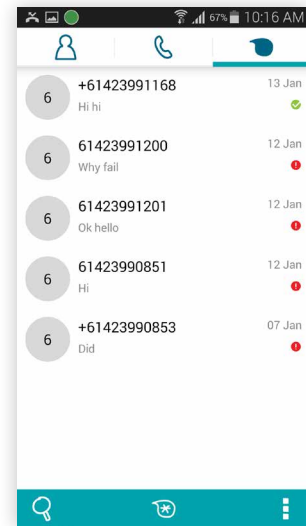 67% 10:16 AM
6 +61423991168 13 Jan
Hi hi
6 61423991200 12 Jan
Why fail
6 61423991201 12 Jan
Ok hello
6 61423990851 12 Jan
Hi
6 +61423990853 07 Jan
Did